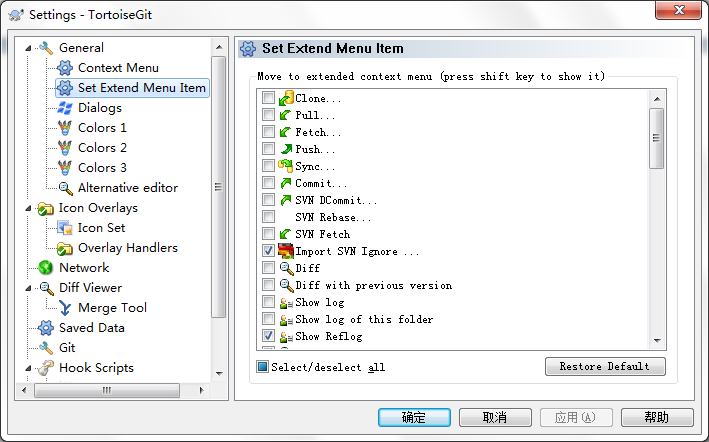 Settings - TortoiseGit
General
Context Menu
Set Extend Menu Item
Dialogs
Colors 1
Colors 2
Colors 3
Alternative editor
Icon Overlays
Icon Set
Overlay Handlers
Network
Diff Viewer
Merge Tool
Saved Data
Git
Hook Scripts
Set Extend Menu Item
Move to extended context menu (press shift key to show it)
Clone...
Pull...
Fetch...
Push...
Sync...
Commit...
SVN DCommit...
SVN Rebase...
SVN Fetch
Import SVN Ignore ...
Diff
Diff with previous version
Show log
Show log of this folder
Show Reflog
Select/deselect all
Restore Default
确定
取消
应用(A)
帮助